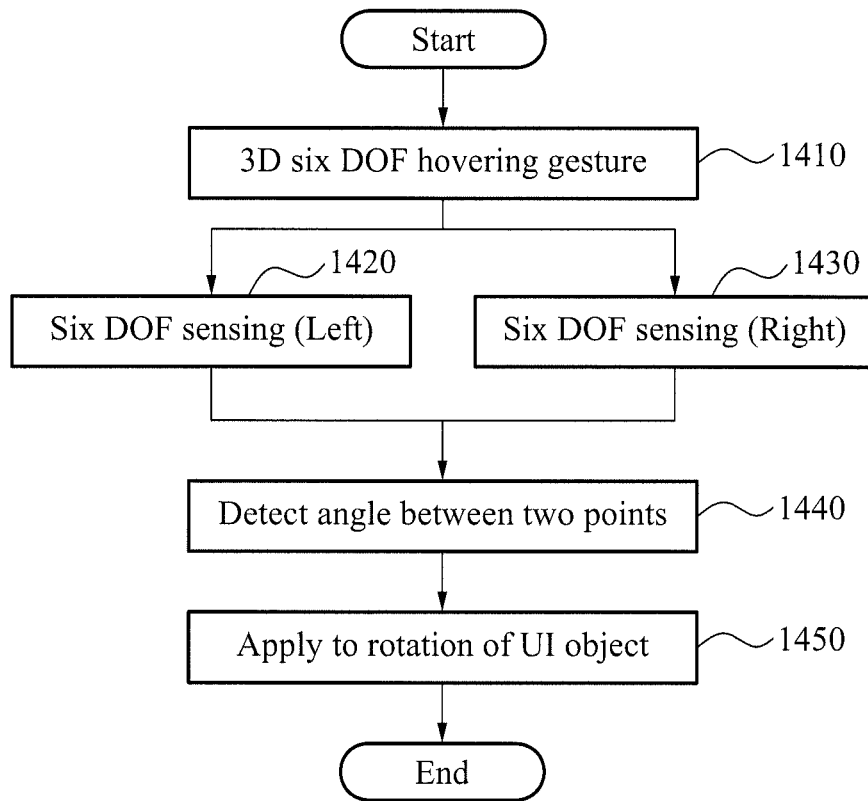 Start
3D six DOF hovering gesture
1410
1420
1430
Six DOF sensing (Left)
Six DOF sensing (Right)
Detect angle between two points
1440
Apply to rotation of UI object
1450
End